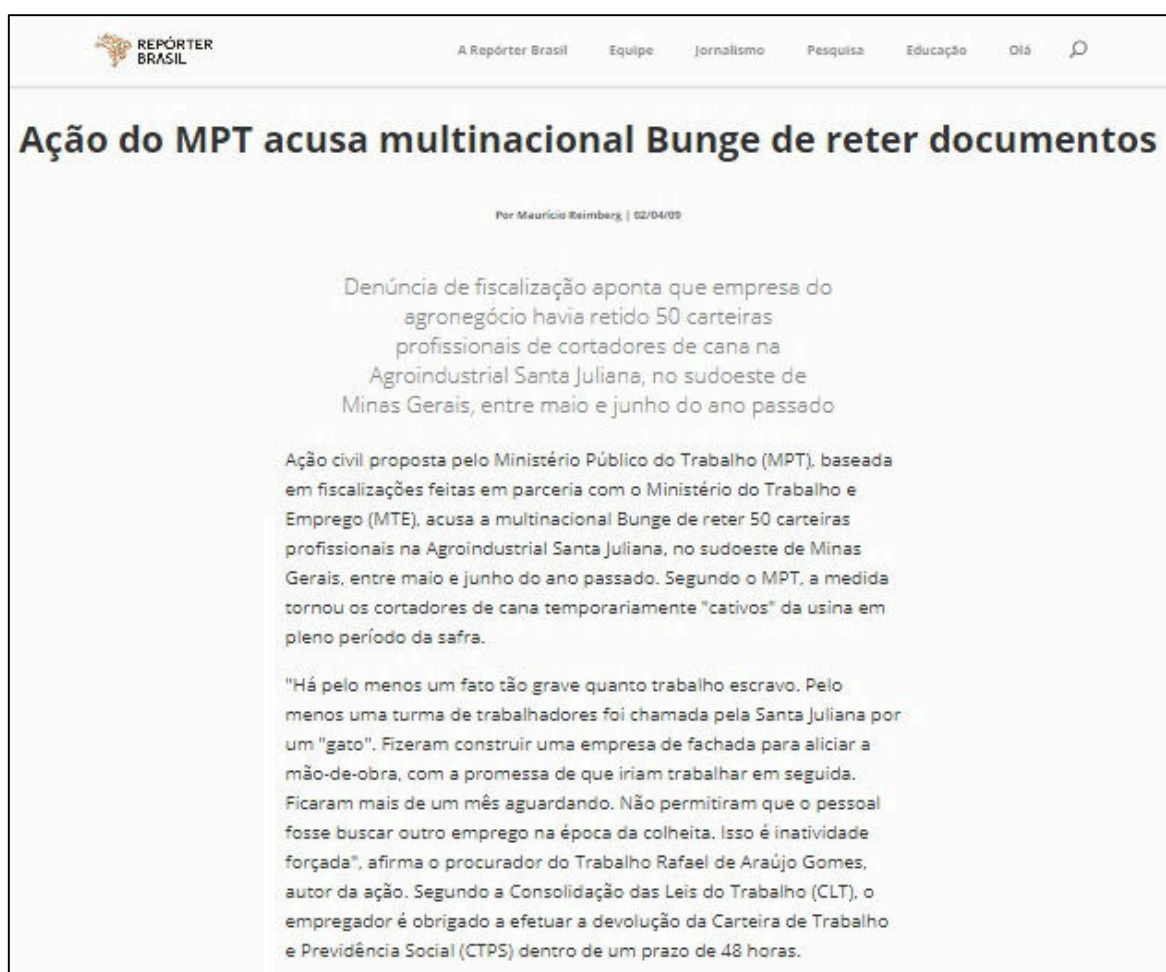 REPÓRTER
BRASIL
A Repórter Brasil Equipe Jornalismo Pesquisa Educação Olá
Ação do MPT acusa multinacional Bunge de reter documentos
Por Maurício Reimberg | 02/04/09
Denúncia de fiscalização aponta que empresa do
agronegócio havia retido 50 carteiras
profissionais de cortadores de cana na
Agroindustrial Santa Juliana, no sudoeste de
Minas Gerais, entre maio e junho do ano passado
Ação civil proposta pelo Ministério Público do Trabalho (MPT), baseada
em fiscalizações feitas em parceria com o Ministério do Trabalho e
Emprego (MTE), acusa a multinacional Bunge de reter 50 carteiras
profissionais na Agroindustrial Santa Juliana, no sudoeste de Minas
Gerais, entre maio e junho do ano passado. Segundo o MPT, a medida
tornou os cortadores de cana temporariamente "cativos" da usina em
pleno período da safra.
"Há pelo menos um fato tão grave quanto trabalho escravo. Pelo
menos uma turma de trabalhadores foi chamada pela Santa Juliana por
um "gato". Fizeram construir uma empresa de fachada para aliciar a
mão-de-obra, com a promessa de que iriam trabalhar em seguida.
Ficaram mais de um mês aguardando. Não permitiram que o pessoal
fosse buscar outro emprego na época da colheita. Isso é inatividade
forçada", afirma o procurador do Trabalho Rafael de Araújo Gomes,
autor da ação. Segundo a Consolidação das Leis do Trabalho (CLT), o
empregador é obrigado a efetuar a devolução da Carteira de Trabalho
e Previdência Social (CTPS) dentro de um prazo de 48 horas.